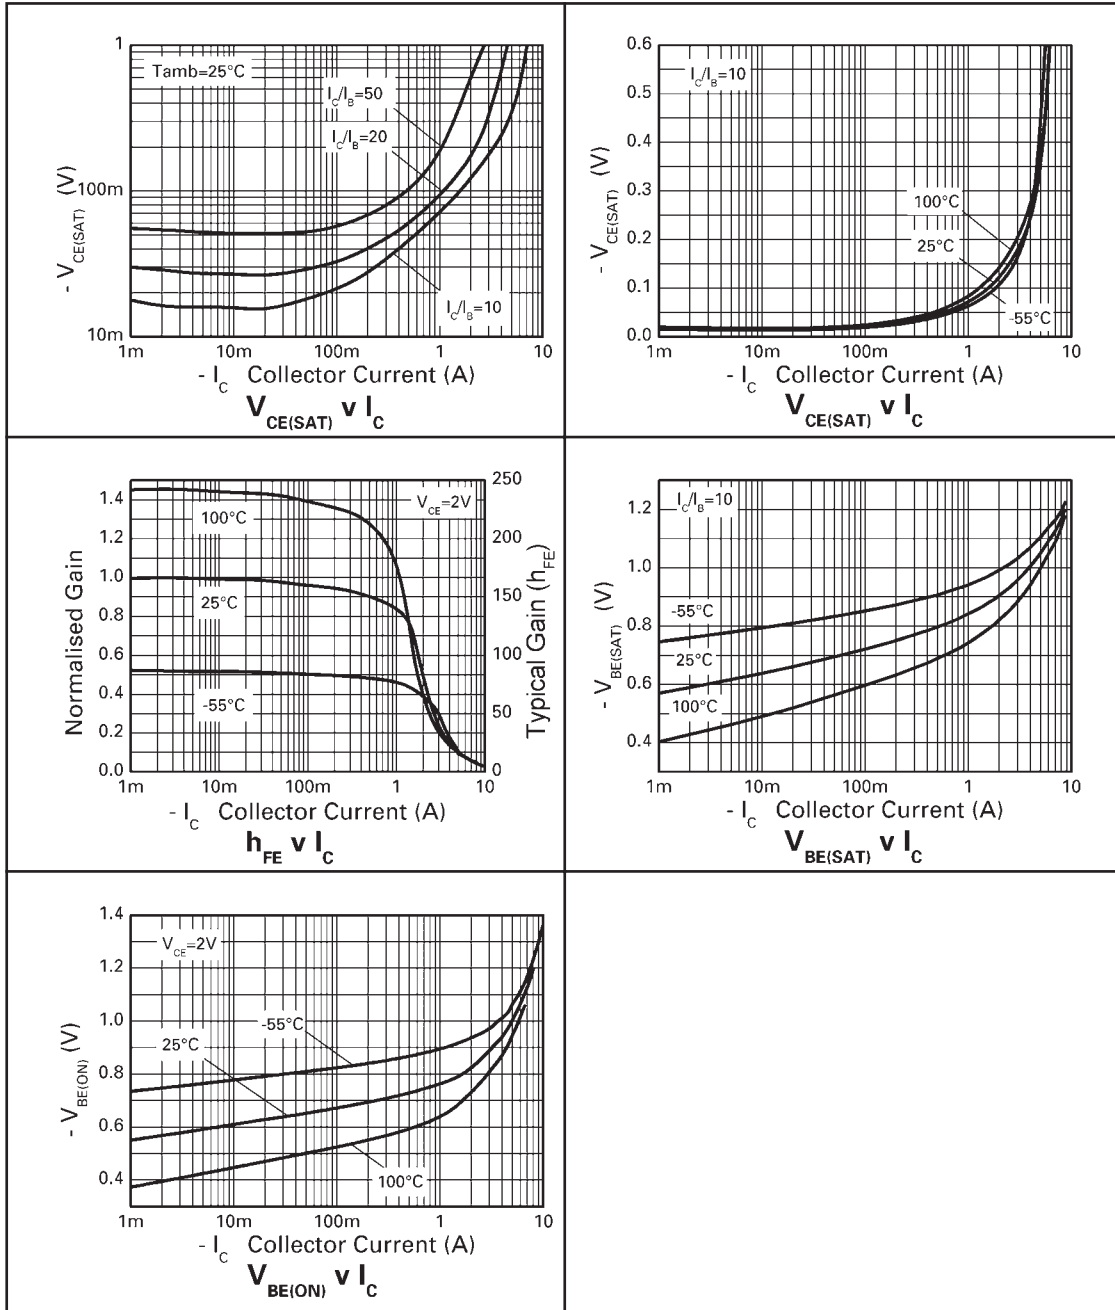 1
Tamb=25°C
I_C/I_B=50
I_C/I_B=20
100m
- V_CE(SAT) (V)
I_C/I_B=10
10m
1m 10m 100m 1 10
- I_C Collector Current (A)
V_CE(SAT) v I_C
0.6
I_C/I_B=10
0.5
0.4
- V_CE(SAT) (V)
0.3
100°C
0.2
25°C
0.1
-55°C
0.0
1m 10m 100m 1 10
- I_C Collector Current (A)
V_CE(SAT) v I_C
1.4
250
V_CE=2V
100°C
1.2
200
1.0
25°C
150
0.8
Normalised Gain
Typical Gain (h_FE)
0.6
100
0.4
-55°C
50
0.2
0.0
0
1m 10m 100m 1 10
- I_C Collector Current (A)
h_FE v I_C
1.2
I_C/I_B=10
1.0
0.8
- V_BE(SAT) (V)
-55°C
25°C
0.6
100°C
0.4
1m 10m 100m 1 10
- I_C Collector Current (A)
V_BE(SAT) v I_C
1.4
V_CE=2V
1.2
1.0
-55°C
25°C
- V_BE(ON) (V)
0.8
0.6
0.4
100°C
1m 10m 100m 1 10
- I_C Collector Current (A)
V_BE(ON) v I_C